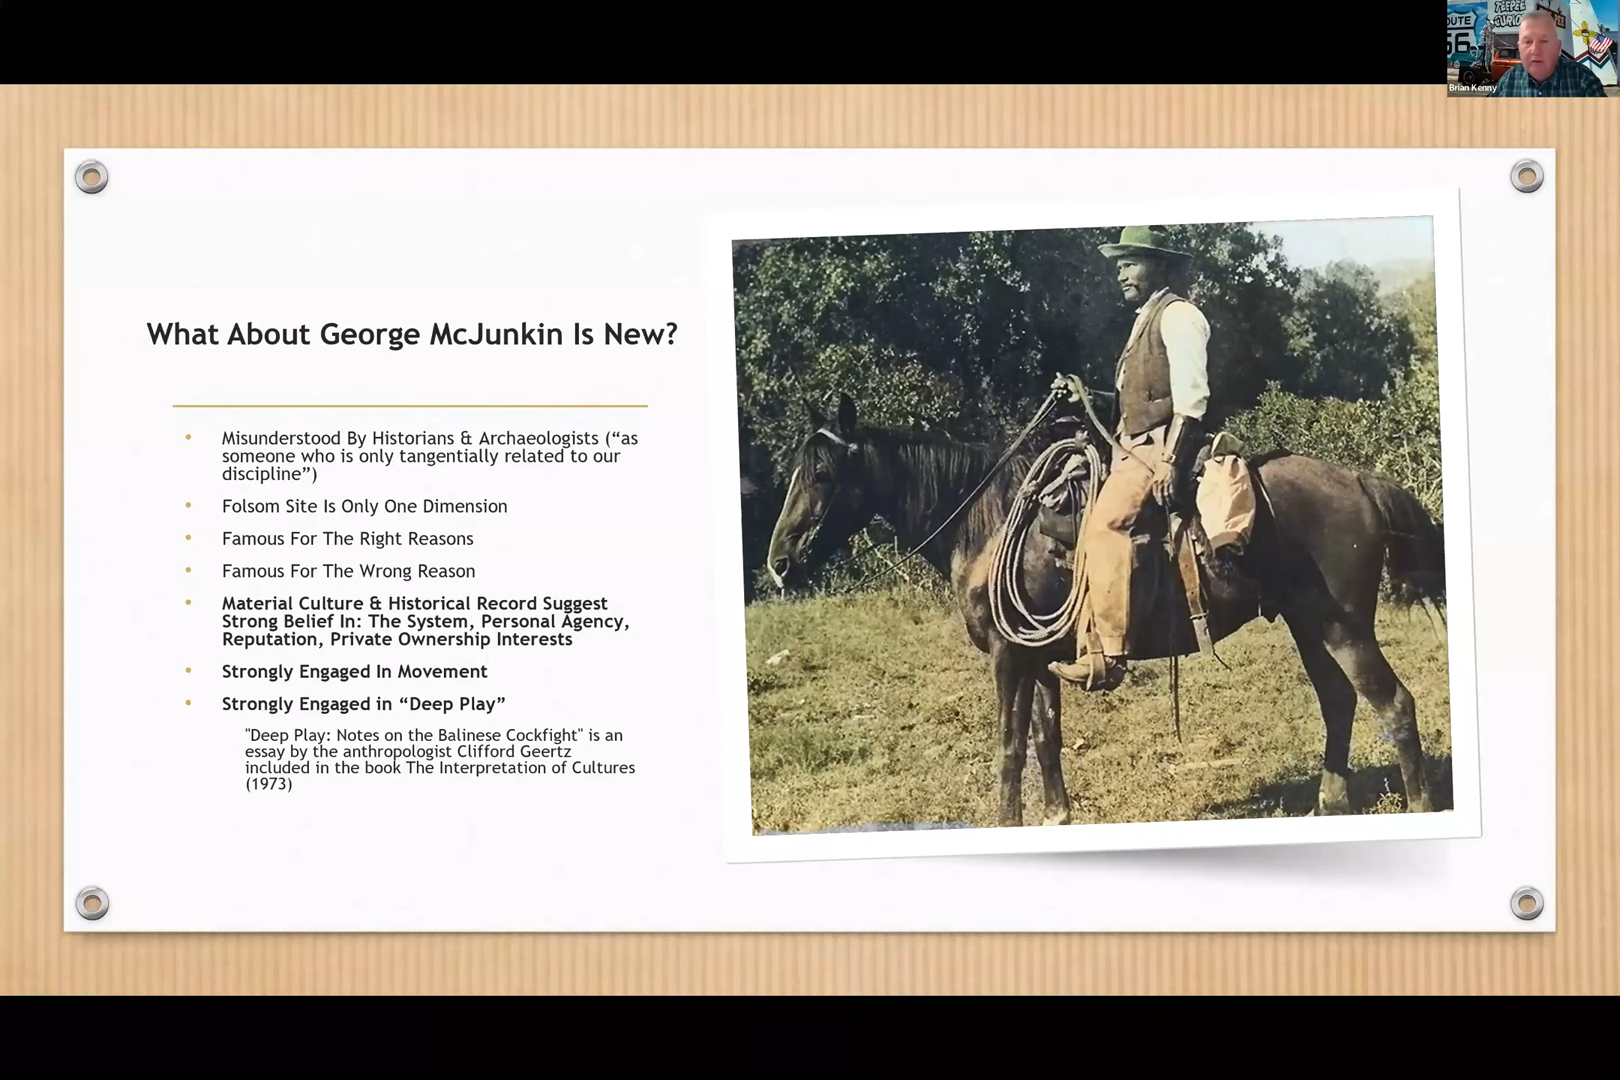 ROUTE
66
TEEPEE
CURIOS
Brian Kenny
What About George McJunkin Is New?
• Misunderstood By Historians & Archaeologists (“as
someone who is only tangentially related to our
discipline”)
• Folsom Site Is Only One Dimension
• Famous For The Right Reasons
• Famous For The Wrong Reason
• Material Culture & Historical Record Suggest
Strong Belief In: The System, Personal Agency,
Reputation, Private Ownership Interests
• Strongly Engaged In Movement
• Strongly Engaged in “Deep Play”
"Deep Play: Notes on the Balinese Cockfight" is an
essay by the anthropologist Clifford Geertz
included in the book The Interpretation of Cultures
(1973)